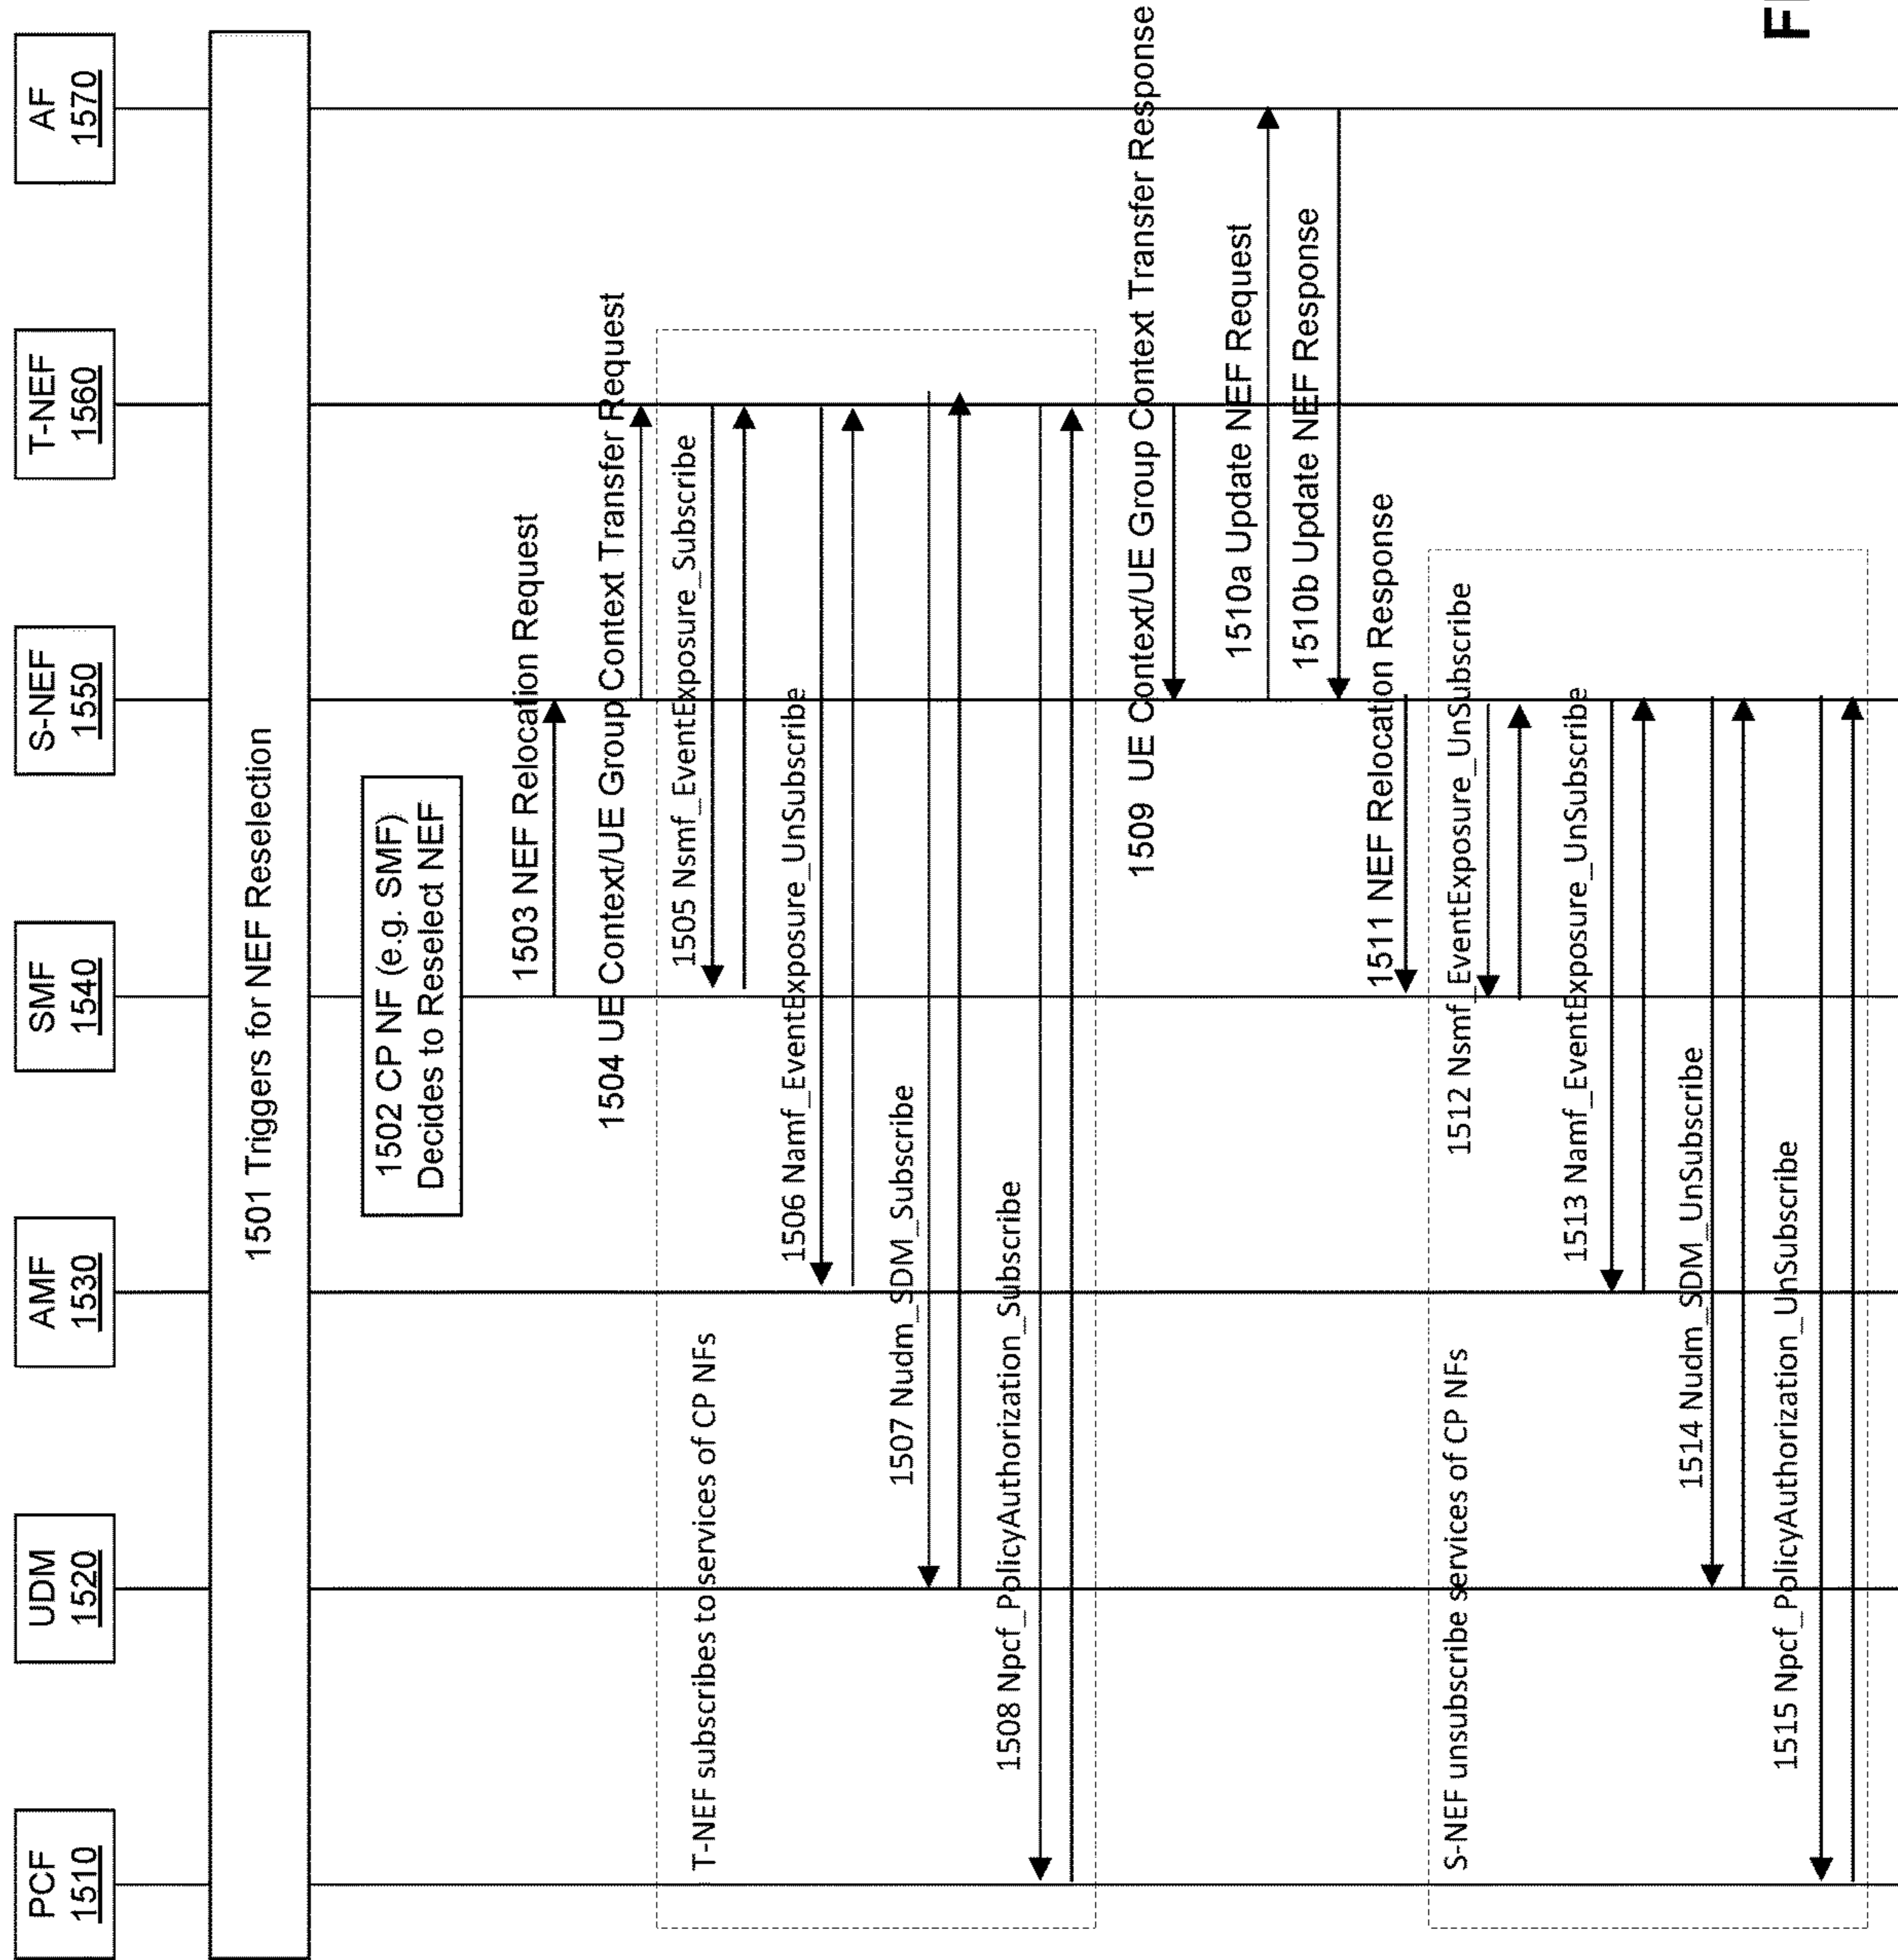 PCF
1510
UDM
1520
AMF
1530
SMF
1540
S-NEF
1550
T-NEF
1560
AF
1570
1501 Triggers for NEF Reselection
1502 CP NF (e.g. SMF)
Decides to Reselect NEF
1503 NEF Relocation Request
1504 UE Context/UE Group Context Transfer Request
T-NEF subscribes to services of CP NFs
1505 Nsmf_EventExposure_Subscribe
1506 Namf_EventExposure_UnSubscribe
1507 Nudm_SDM_Subscribe
1508 Npcf_PolicyAuthorization_Subscribe
1509 UE Context/UE Group Context Transfer Response
1510a Update NEF Request
1510b Update NEF Response
1511 NEF Relocation Response
S-NEF unsubscribe services of CP NFs
1512 Nsmf_EventExposure_UnSubscribe
1513 Namf_EventExposure_UnSubscribe
1514 Nudm_SDM_UnSubscribe
1515 Npcf_PolicyAuthorization_UnSubscribe